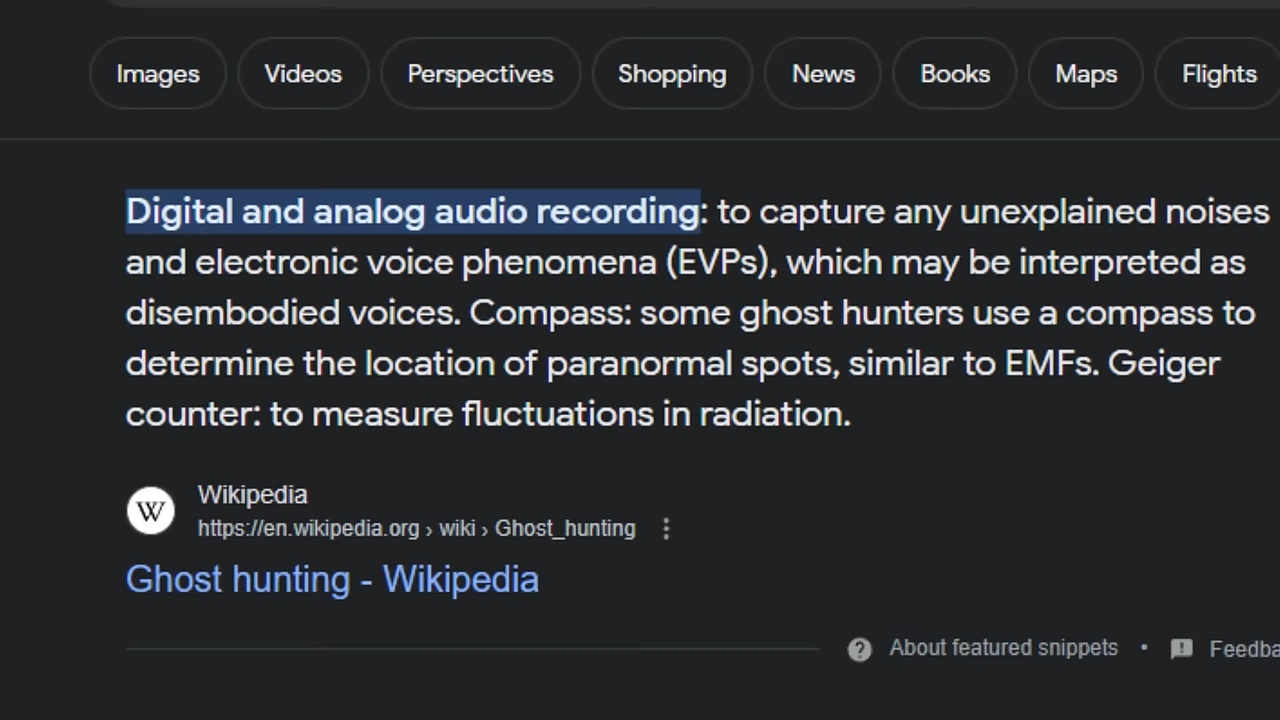 Images Videos Perspectives Shopping News Books Maps Flights
Digital and analog audio recording: to capture any unexplained noises
and electronic voice phenomena (EVPs), which may be interpreted as
disembodied voices. Compass: some ghost hunters use a compass to
determine the location of paranormal spots, similar to EMFs. Geiger
counter: to measure fluctuations in radiation.
W
Wikipedia
https://en.wikipedia.org › wiki › Ghost_hunting
Ghost hunting - Wikipedia
About featured snippets • Feedba